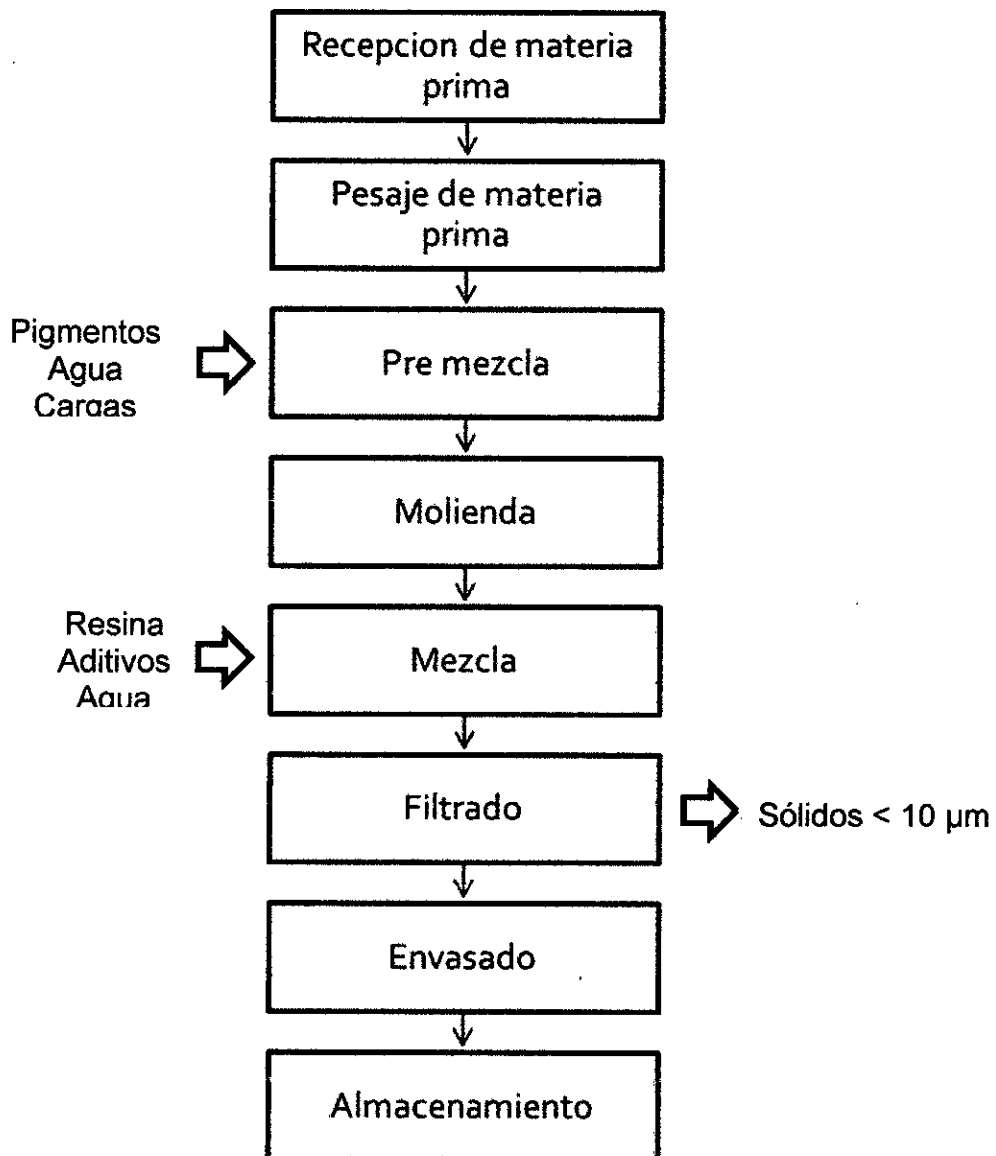 Recepcion de materia
prima
Pesaje de materia
prima
Pigmentos
Agua
Cargas
Pre mezcla
Molienda
Resina
Aditivos
Agua
Mezcla
Filtrado
Sólidos < 10 µm
Envasado
Almacenamiento